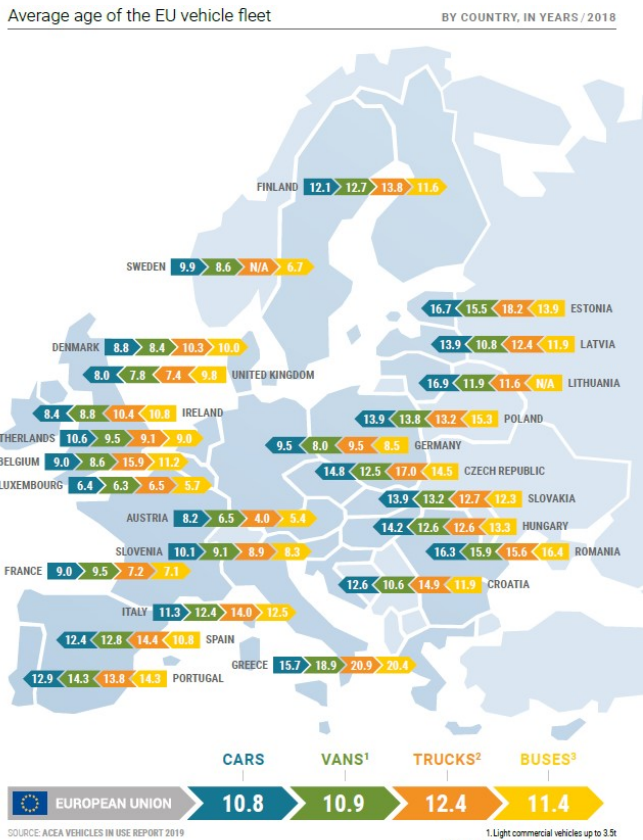 Average age of the EU vehicle fleet BY COUNTRY, IN YEARS / 2018
FINLAND 12.1 12.7 13.8 11.6
SWEDEN 9.9 8.6 N/A 6.7
16.7 15.5 18.2 13.9 ESTONIA
DENMARK 8.8 8.4 10.3 10.0
13.9 10.8 12.4 11.9 LATVIA
8.0 7.8 7.4 9.8 UNITED KINGDOM
16.9 11.9 11.6 N/A LITHUANIA
8.4 8.8 10.4 10.8 IRELAND
13.9 13.8 13.2 15.3 POLAND
THERLANDS 10.6 9.5 9.1 9.0
9.5 8.0 9.5 8.5 GERMANY
BELGIUM 9.0 8.6 15.9 11.2
14.8 12.5 17.0 14.5 CZECH REPUBLIC
LUXEMBOURG 6.4 6.3 6.5 5.7
13.9 13.2 12.7 12.3 SLOVAKIA
AUSTRIA 8.2 6.5 4.0 5.4
14.2 12.6 12.6 13.3 HUNGARY
SLOVENIA 10.1 9.1 8.9 8.3
16.3 15.9 15.6 16.4 ROMANIA
FRANCE 9.0 9.5 7.2 7.1
12.6 10.6 14.9 11.9 CROATIA
ITALY 11.3 12.4 14.0 12.5
12.4 12.8 14.4 10.8 SPAIN
GREECE 15.7 18.9 20.9 20.4
12.9 14.3 13.8 14.3 PORTUGAL
CARS VANS¹ TRUCKS² BUSES³
EUROPEAN UNION 10.8 10.9 12.4 11.4
SOURCE: ACEA VEHICLES IN USE REPORT 2019 1. Light commercial vehicles up to 3.5t